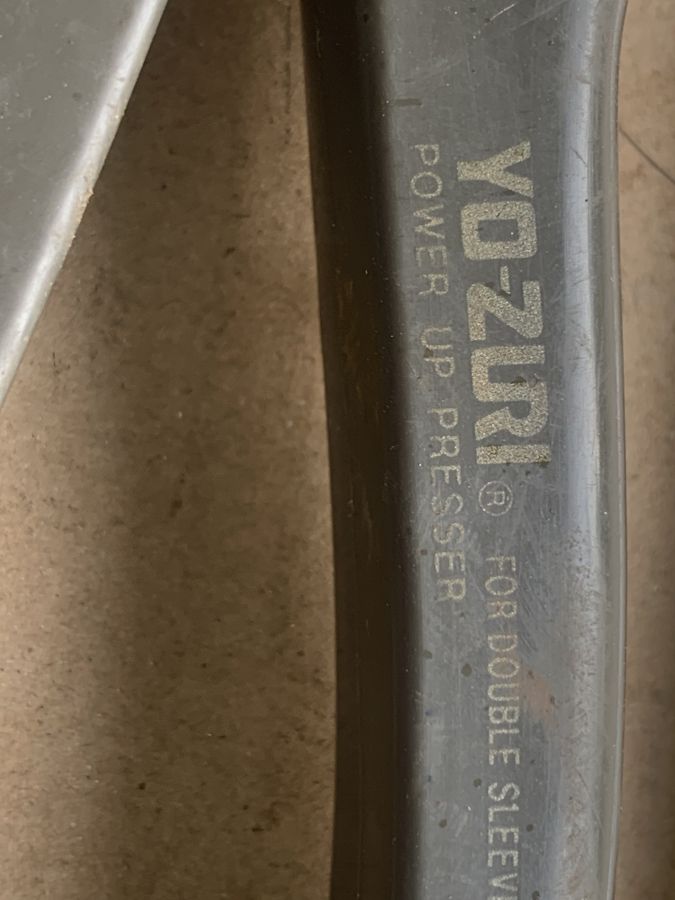 YO-ZURI® FOR DOUBLE SLEEV
POWER UP PRESSER